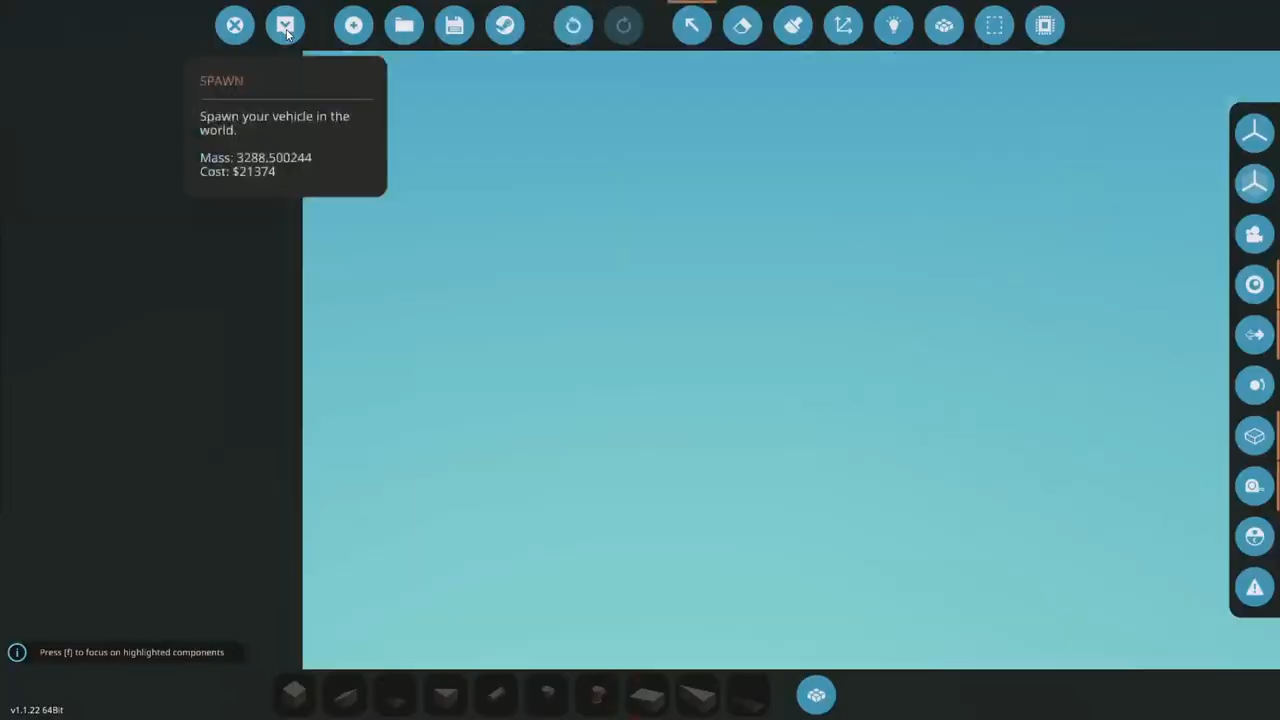 SPAWN
Spawn your vehicle in the
world.
Mass: 3288.500244
Cost: $21374
Press [f] to focus on highlighted components
v1.1.22 64Bit